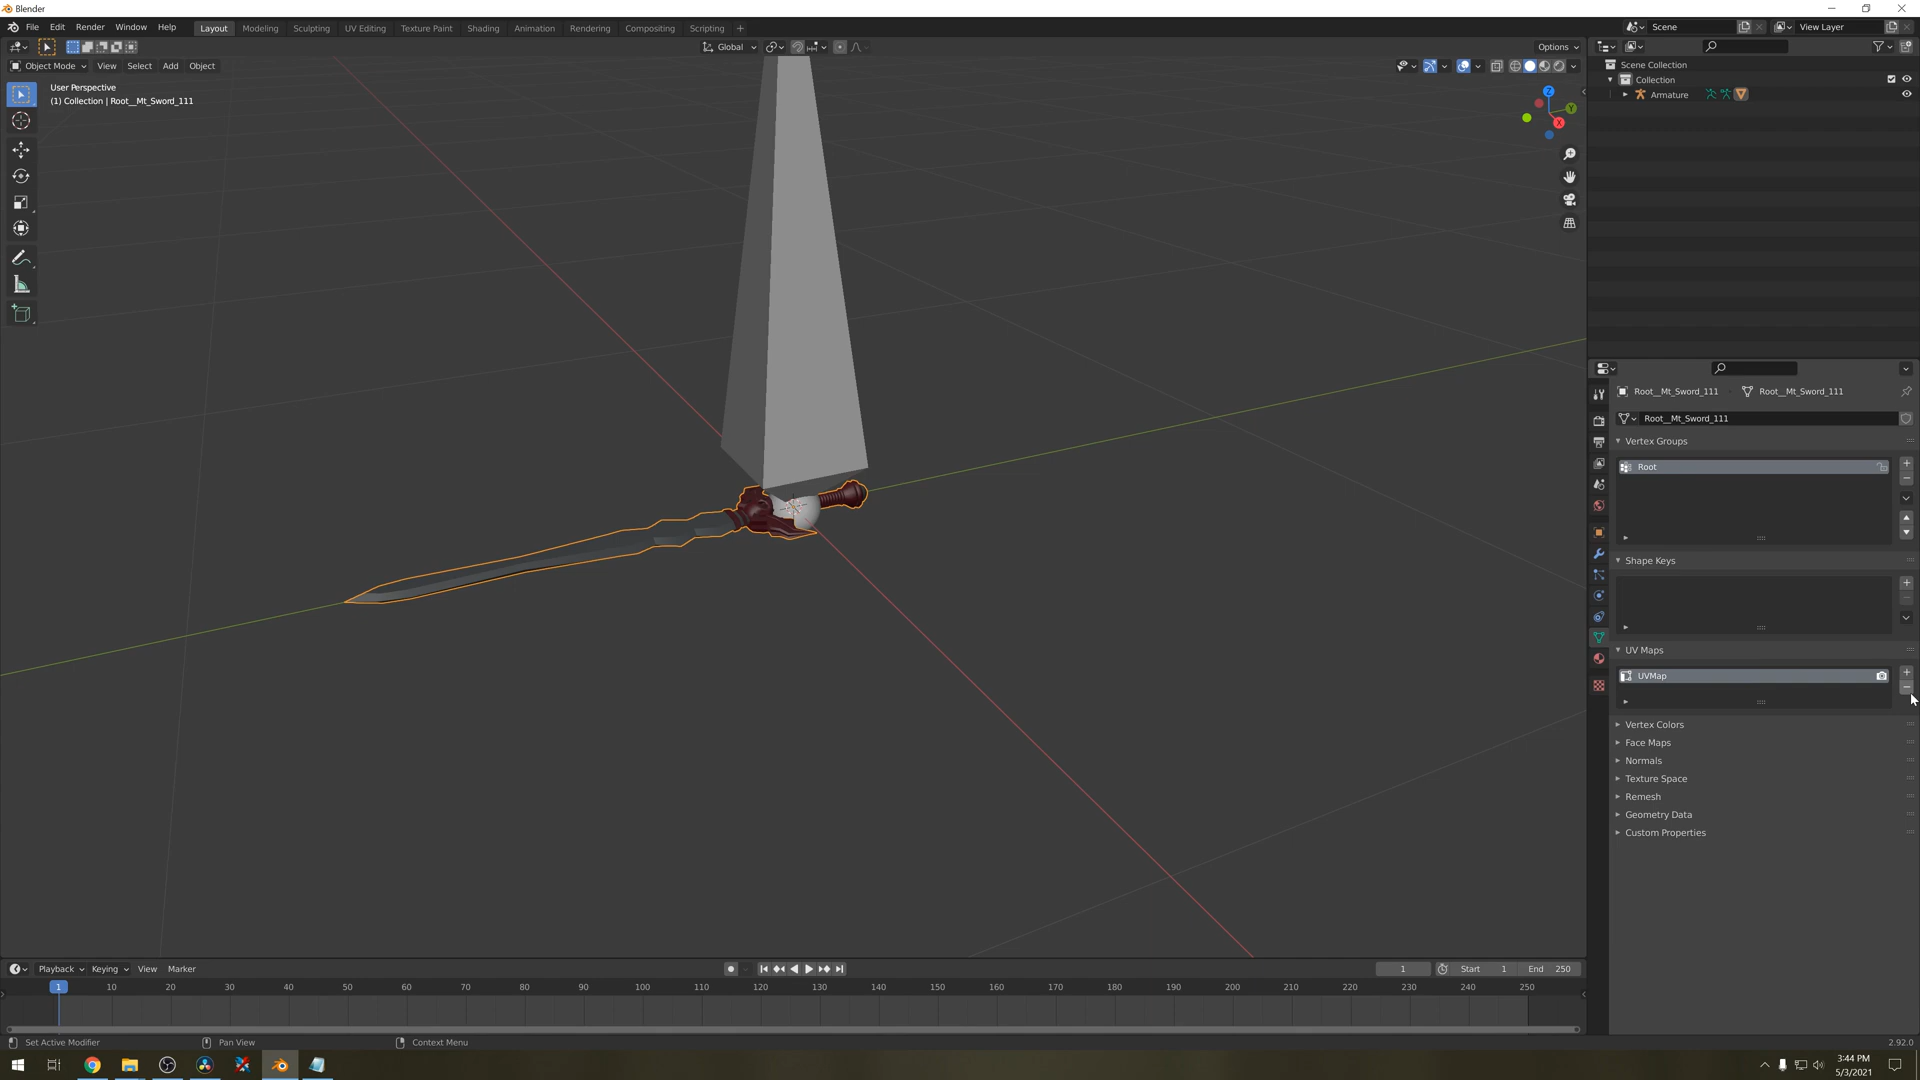 Blender
File Edit Render Window Help Layout Modeling Sculpting UV Editing Texture Paint Shading Animation Rendering Compositing Scripting + Scene View Layer
Global Options
Object Mode View Select Add Object
User Perspective
(1) Collection | Root__Mt_Sword_111
Z
Y
X
Scene Collection
Collection
Armature
Root__Mt_Sword_111 Root__Mt_Sword_111
Root__Mt_Sword_111
Vertex Groups
Root
Shape Keys
UV Maps
UVMap
Vertex Colors
Face Maps
Normals
Texture Space
Remesh
Geometry Data
Custom Properties
Playback Keying View Marker 1 Start 1 End 250
1 10 20 30 40 50 60 70 80 90 100 110 120 130 140 150 160 170 180 190 200 210 220 230 240 250
Set Active Modifier Pan View Context Menu 2.92.0
3:44 PM
5/3/2021